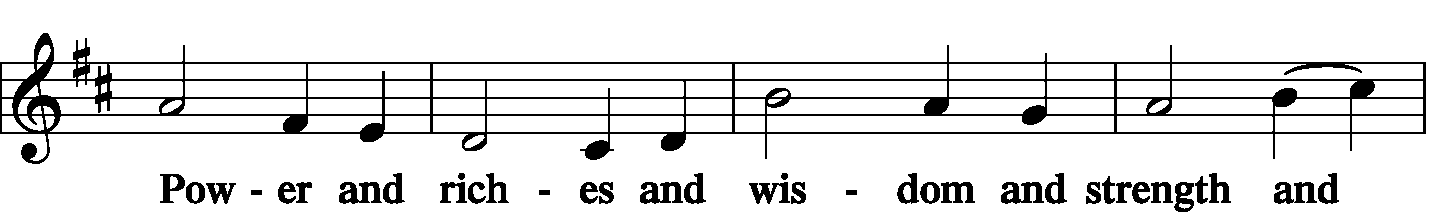 Pow - er and rich - es and wis - dom and strength and